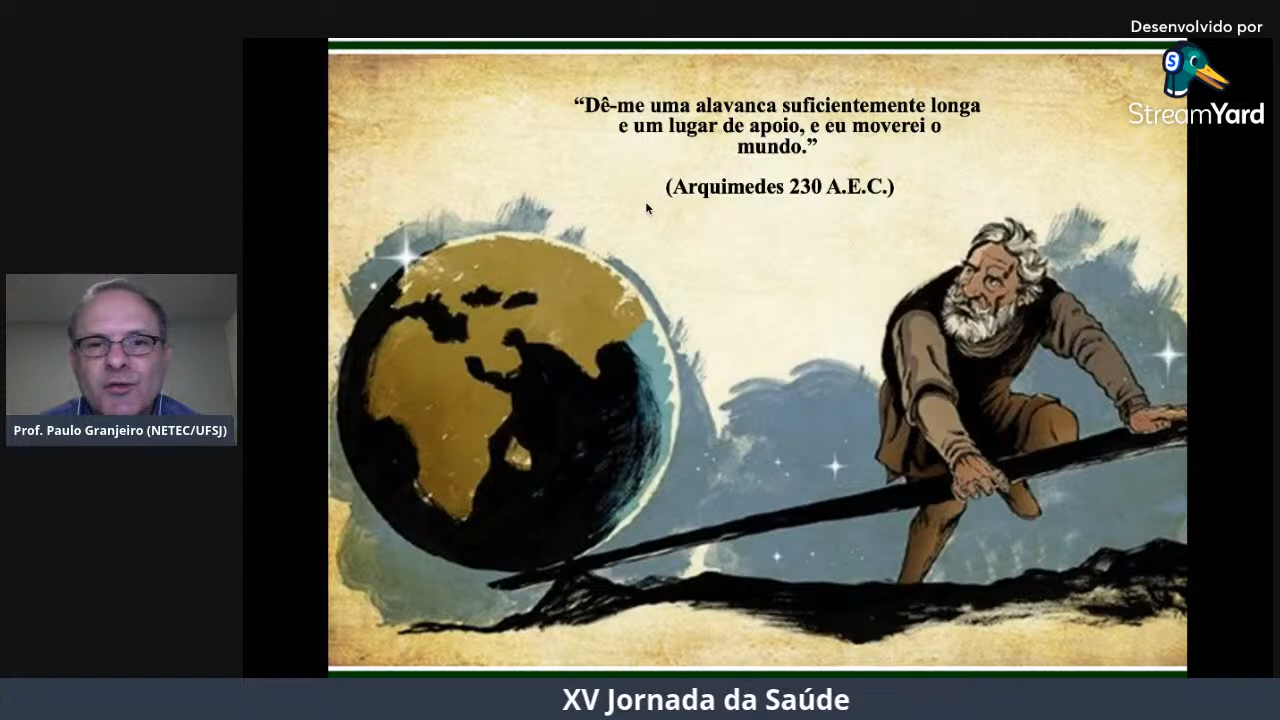 Desenvolvido por
S
StreamYard
“Dê-me uma alavanca suficientemente longa
e um lugar de apoio, e eu moverei o
mundo.”
(Arquimedes 230 A.E.C.)
Prof. Paulo Granjeiro (NETEC/UFSJ)
XV Jornada da Saúde